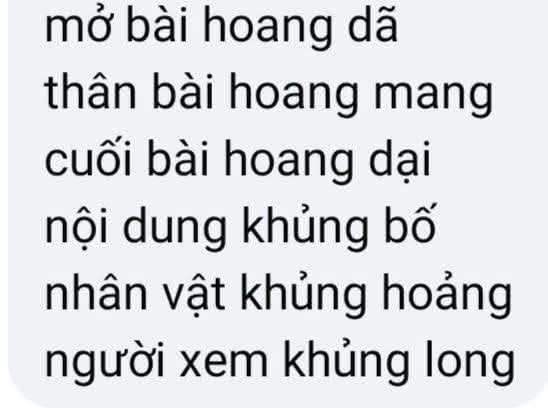 mở bài hoang dã
thân bài hoang mang
cuối bài hoang dại
nội dung khủng bố
nhân vật khủng hoảng
người xem khủng long